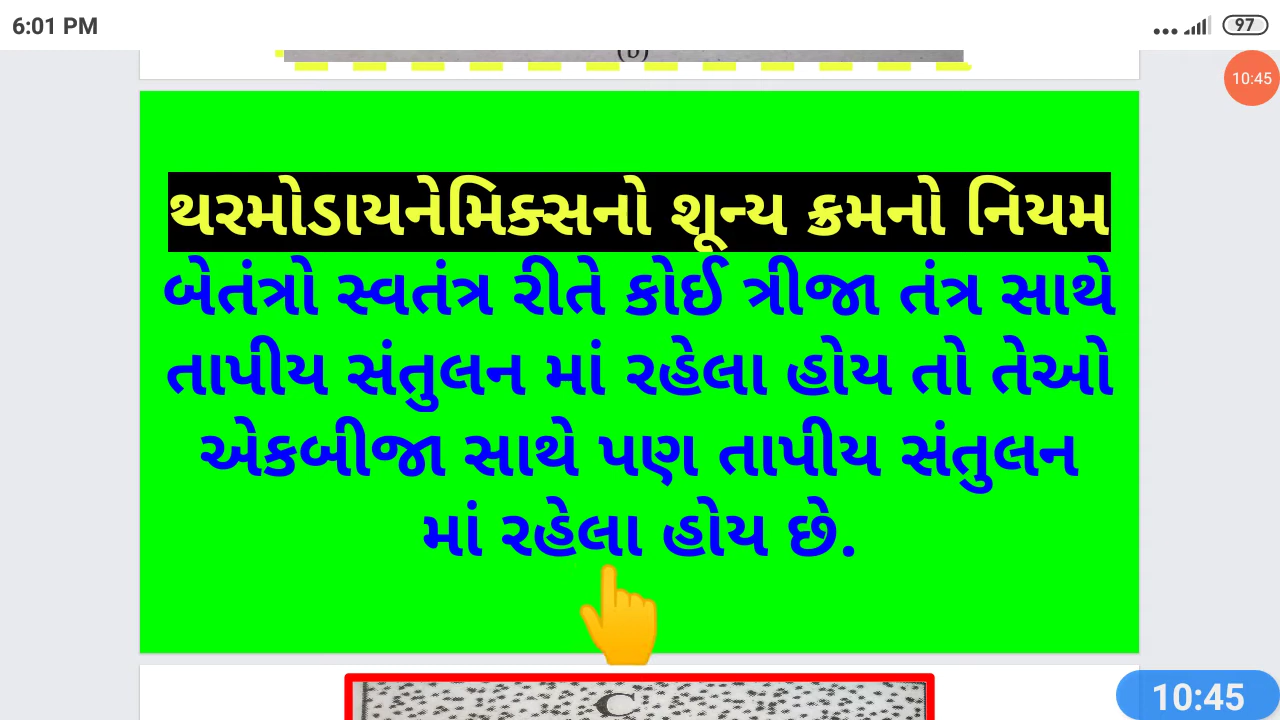 6:01 PM
97
(b)
10:45
થરમોડાયનેમિક્સનો શૂન્ય ક્રમનો નિયમ
બેતંત્રો સ્વતંત્ર રીતે કોઈ ત્રીજા તંત્ર સાથે
તાપીય સંતુલન માં રહેલા હોય તો તેઓ
એકબીજા સાથે પણ તાપીય સંતુલન
માં રહેલા હોય છે.
C
10:45